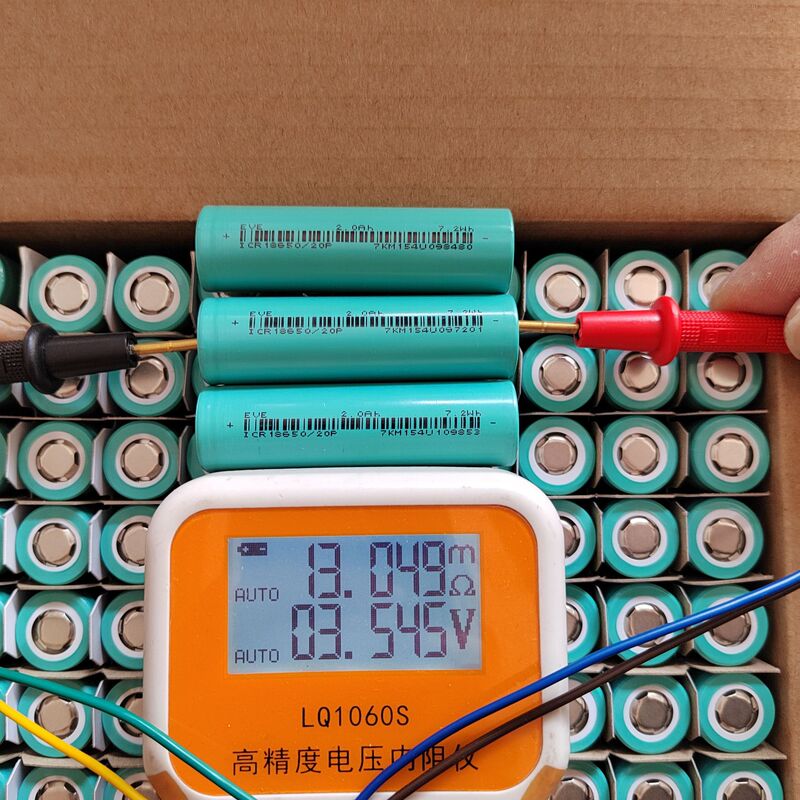 EVE 2.0Ah 7.2Wh
+ -
ICR18650/20P 7KM154U098480
EVE 2.0Ah 7.2Wh
+ -
ICR18650/20P 7KM154U097201
EVE 2.0Ah 7.2Wh
+ -
ICR18650/20P 7KM154U109853
AUTO 13.049mΩ
AUTO 03.545V
LQ1060S
高精度电压内阻仪